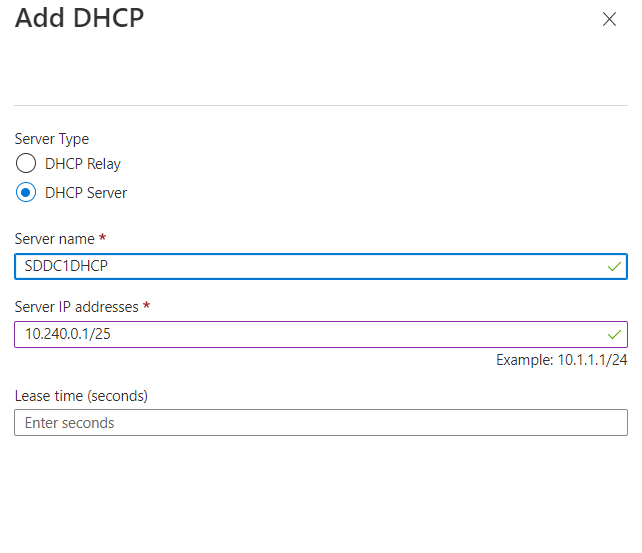 Add DHCP
Server Type
DHCP Relay
DHCP Server
Server name *
SDDC1DHCP
Server IP addresses *
10.240.0.1/25
Example: 10.1.1.1/24
Lease time (seconds)
Enter seconds